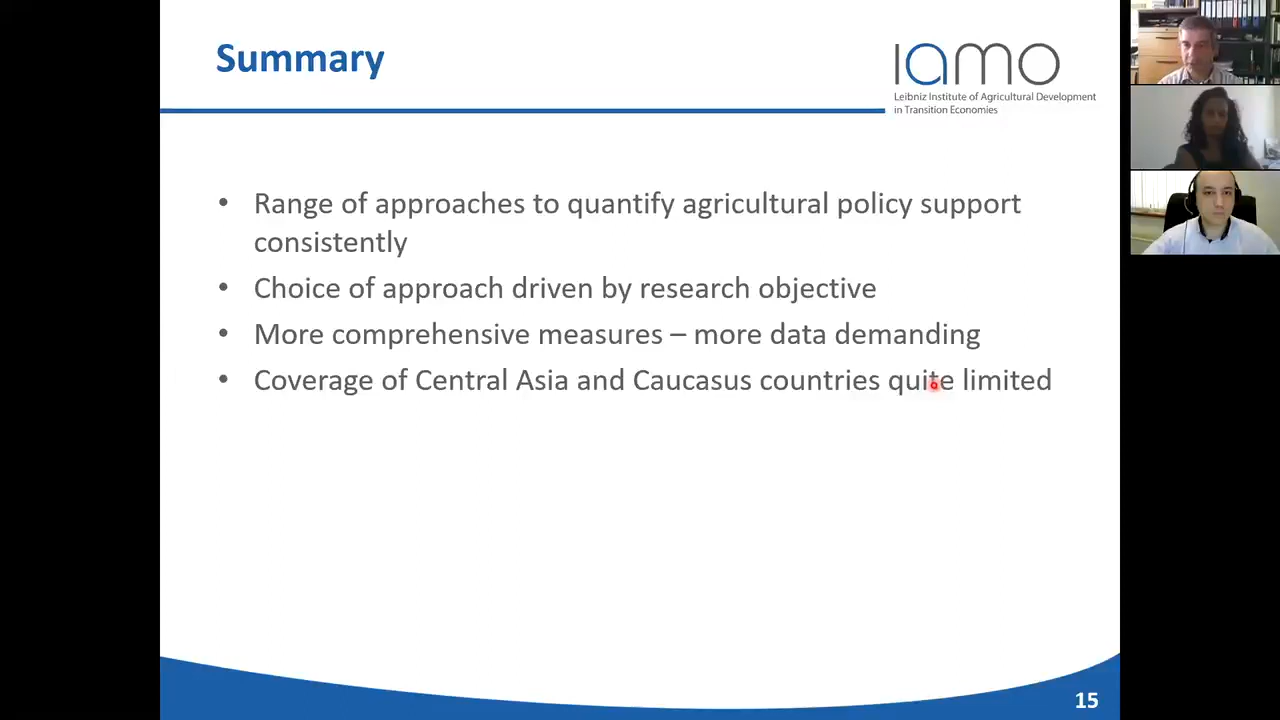 Summary
iamo
Leibniz Institute of Agricultural Development
in Transition Economies
• Range of approaches to quantify agricultural policy support
consistently
• Choice of approach driven by research objective
• More comprehensive measures – more data demanding
• Coverage of Central Asia and Caucasus countries quite limited
15